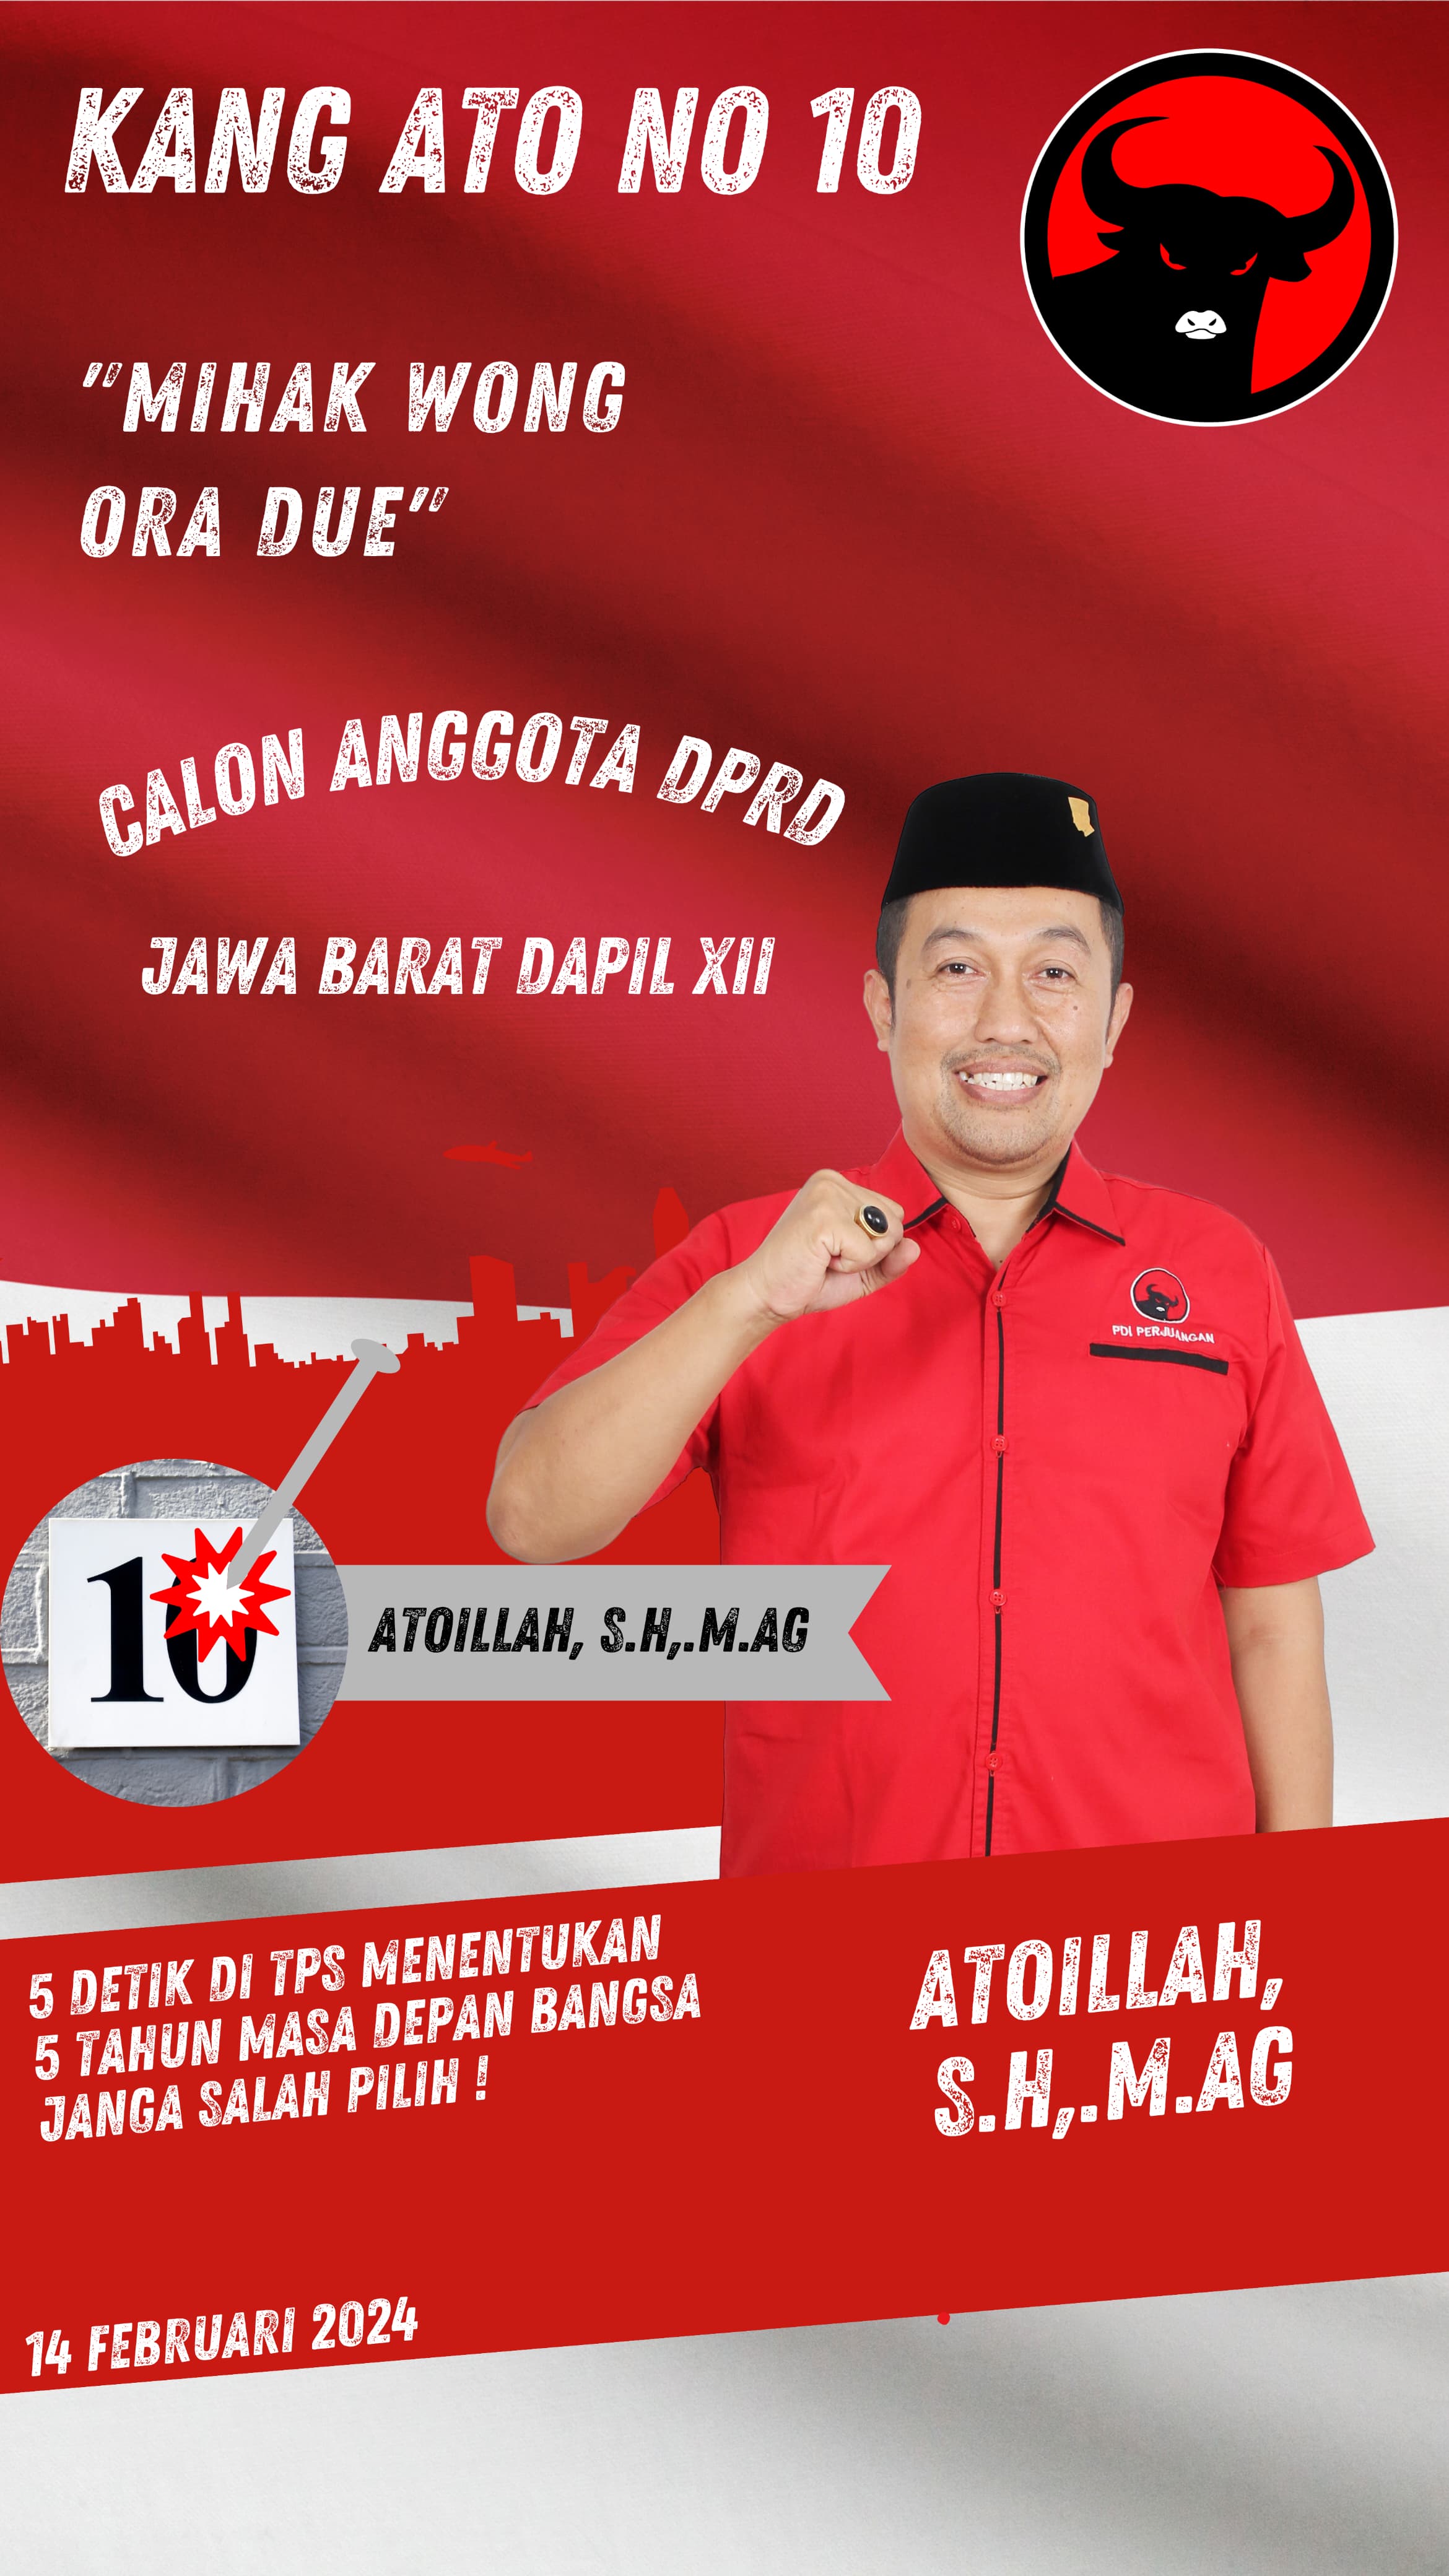 KANG ATO NO 10
"MIHAK WONG
ORA DUE"
CALON ANGGOTA DPRD
JAWA BARAT DAPIL XII
PDI PERJUANGAN
10
ATOILLAH, S.H,.M.AG
5 DETIK DI TPS MENENTUKAN
5 TAHUN MASA DEPAN BANGSA
JANGA SALAH PILIH !
ATOILLAH,
S.H,.M.AG
14 FEBRUARI 2024